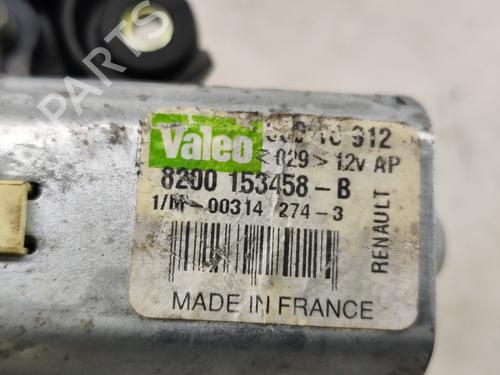 Valeo
< 029 > 12v AP
8200 153458 - B
1/M - 00314 274 - 3
RENAULT
MADE IN FRANCE
B-PARTS